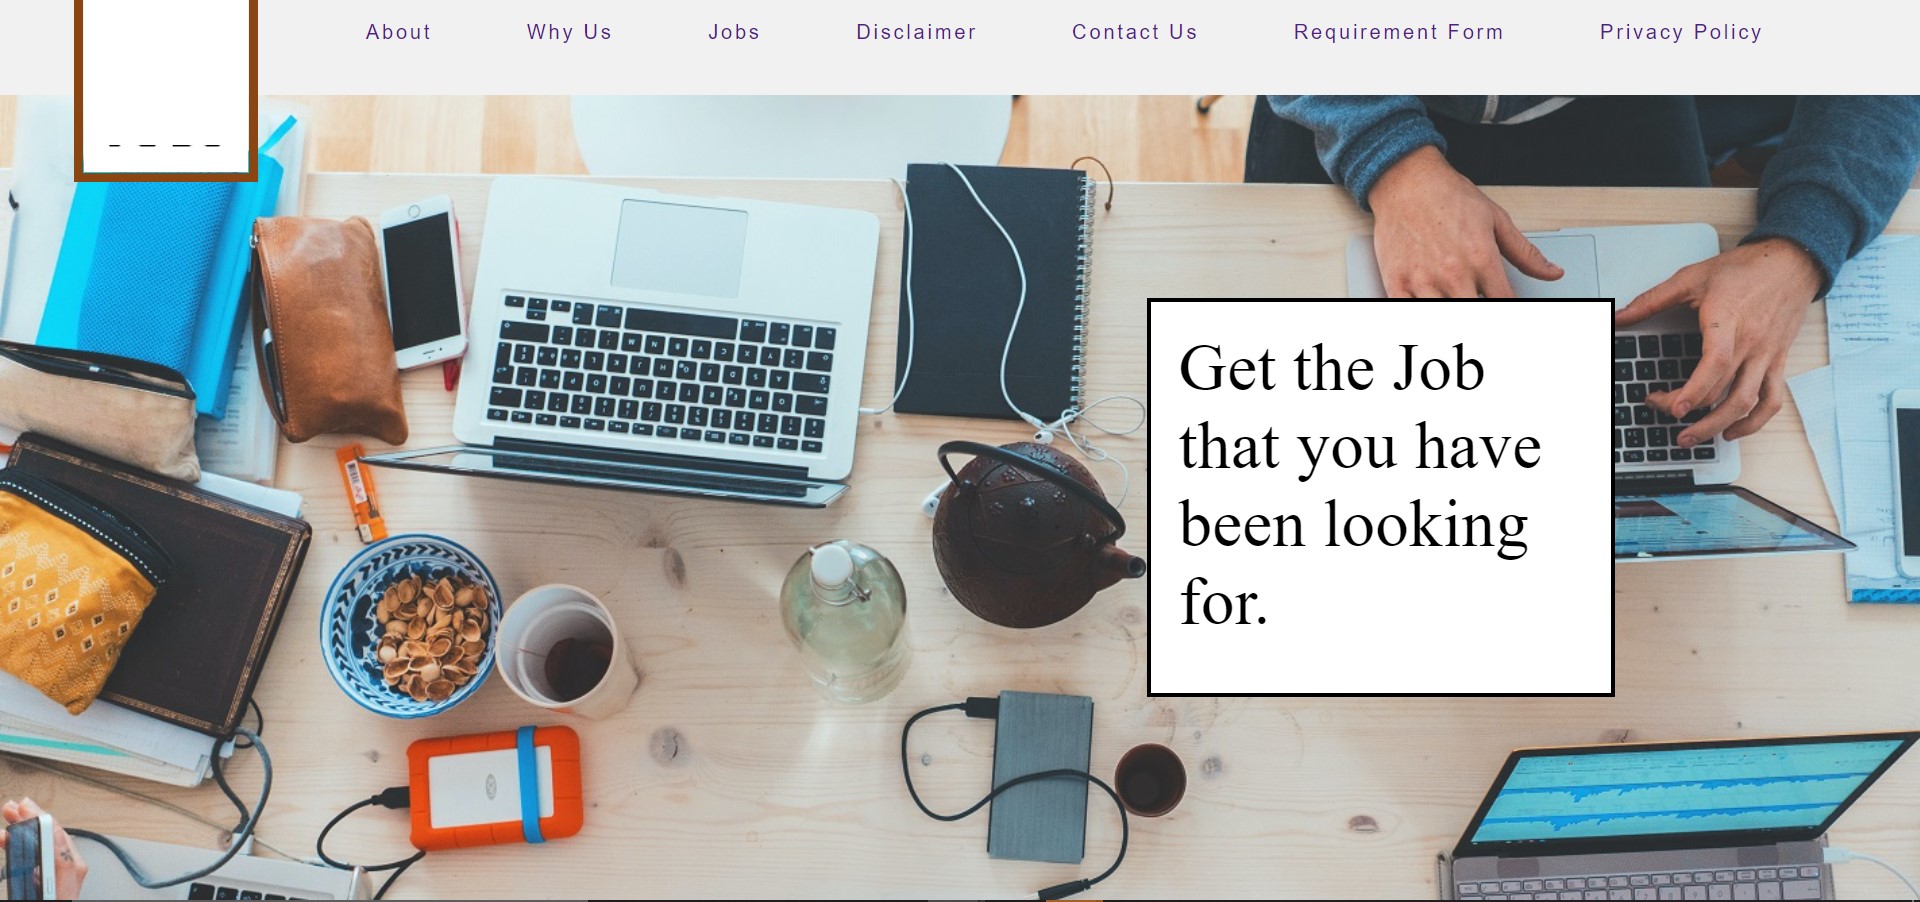 About
Why Us
Jobs
Disclaimer
Contact Us
Requirement Form
Privacy Policy
Get the Job
that you have
been looking
for.